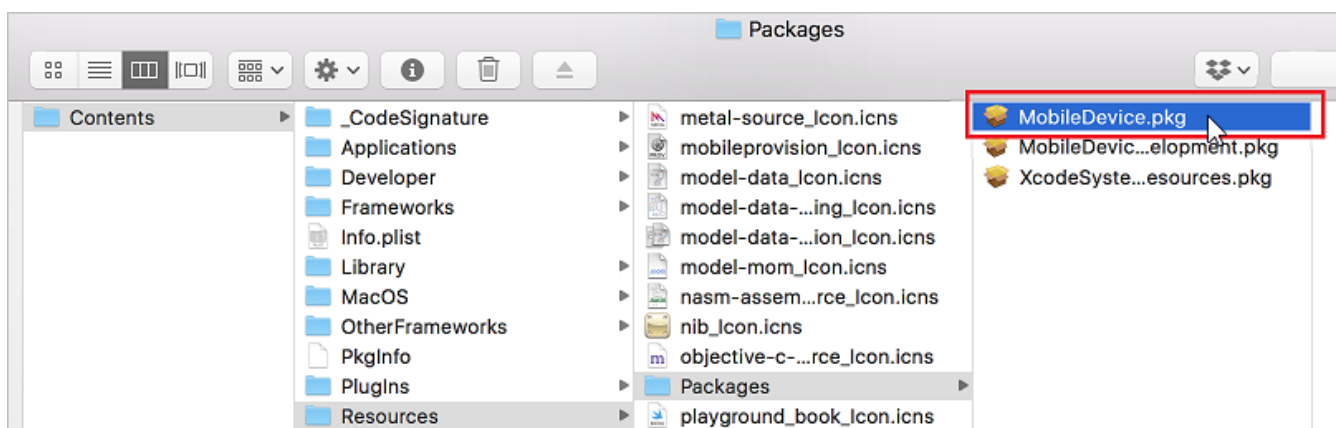 Packages
Contents
_CodeSignature
Applications
Developer
Frameworks
Info.plist
Library
MacOS
OtherFrameworks
PkgInfo
PlugIns
Resources
metal-source_Icon.icns
mobileprovision_Icon.icns
model-data_Icon.icns
model-data-...ing_Icon.icns
model-data-...ion_Icon.icns
model-mom_Icon.icns
nasm-assem...rce_Icon.icns
nib_Icon.icns
objective-c-...rce_Icon.icns
Packages
playground_book_Icon.icns
MobileDevice.pkg
MobileDevic...elopment.pkg
XcodeSyste...esources.pkg